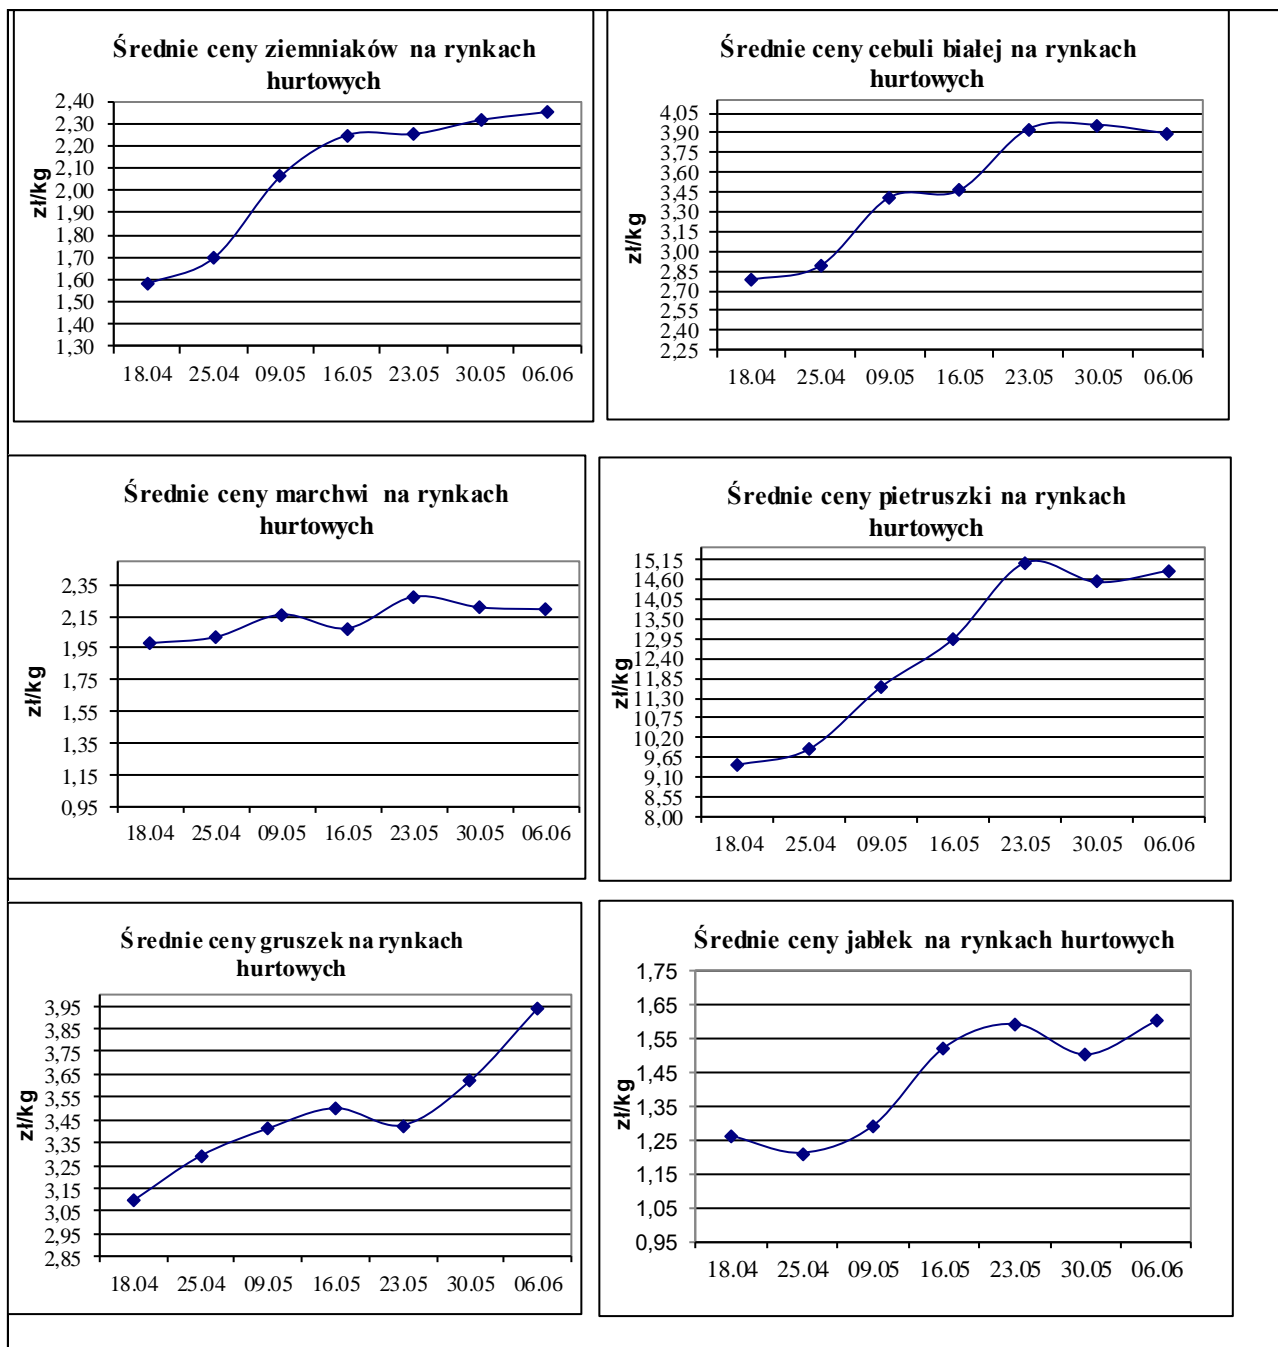 Średnie ceny ziemniaków na rynkach
hurtowych
zł/kg
2,40
2,30
2,20
2,10
2,00
1,90
1,80
1,70
1,60
1,50
1,40
1,30
18.04 25.04 09.05 16.05 23.05 30.05 06.06
Średnie ceny cebuli białej na rynkach
hurtowych
zł/kg
4,05
3,90
3,75
3,60
3,45
3,30
3,15
3,00
2,85
2,70
2,55
2,40
2,25
18.04 25.04 09.05 16.05 23.05 30.05 06.06
Średnie ceny marchwi na rynkach
hurtowych
zł/kg
2,35
2,15
1,95
1,75
1,55
1,35
1,15
0,95
18.04 25.04 09.05 16.05 23.05 30.05 06.06
Średnie ceny pietruszki na rynkach
hurtowych
zł/kg
15,15
14,60
14,05
13,50
12,95
12,40
11,85
11,30
10,75
10,20
9,65
9,10
8,55
8,00
18.04 25.04 09.05 16.05 23.05 30.05 06.06
Średnie ceny gruszek na rynkach
hurtowych
zł/kg
3,95
3,85
3,75
3,65
3,55
3,45
3,35
3,25
3,15
3,05
2,95
2,85
18.04 25.04 09.05 16.05 23.05 30.05 06.06
Średnie ceny jabłek na rynkach hurtowych
zł/kg
1,75
1,65
1,55
1,45
1,35
1,25
1,15
1,05
0,95
18.04 25.04 09.05 16.05 23.05 30.05 06.06